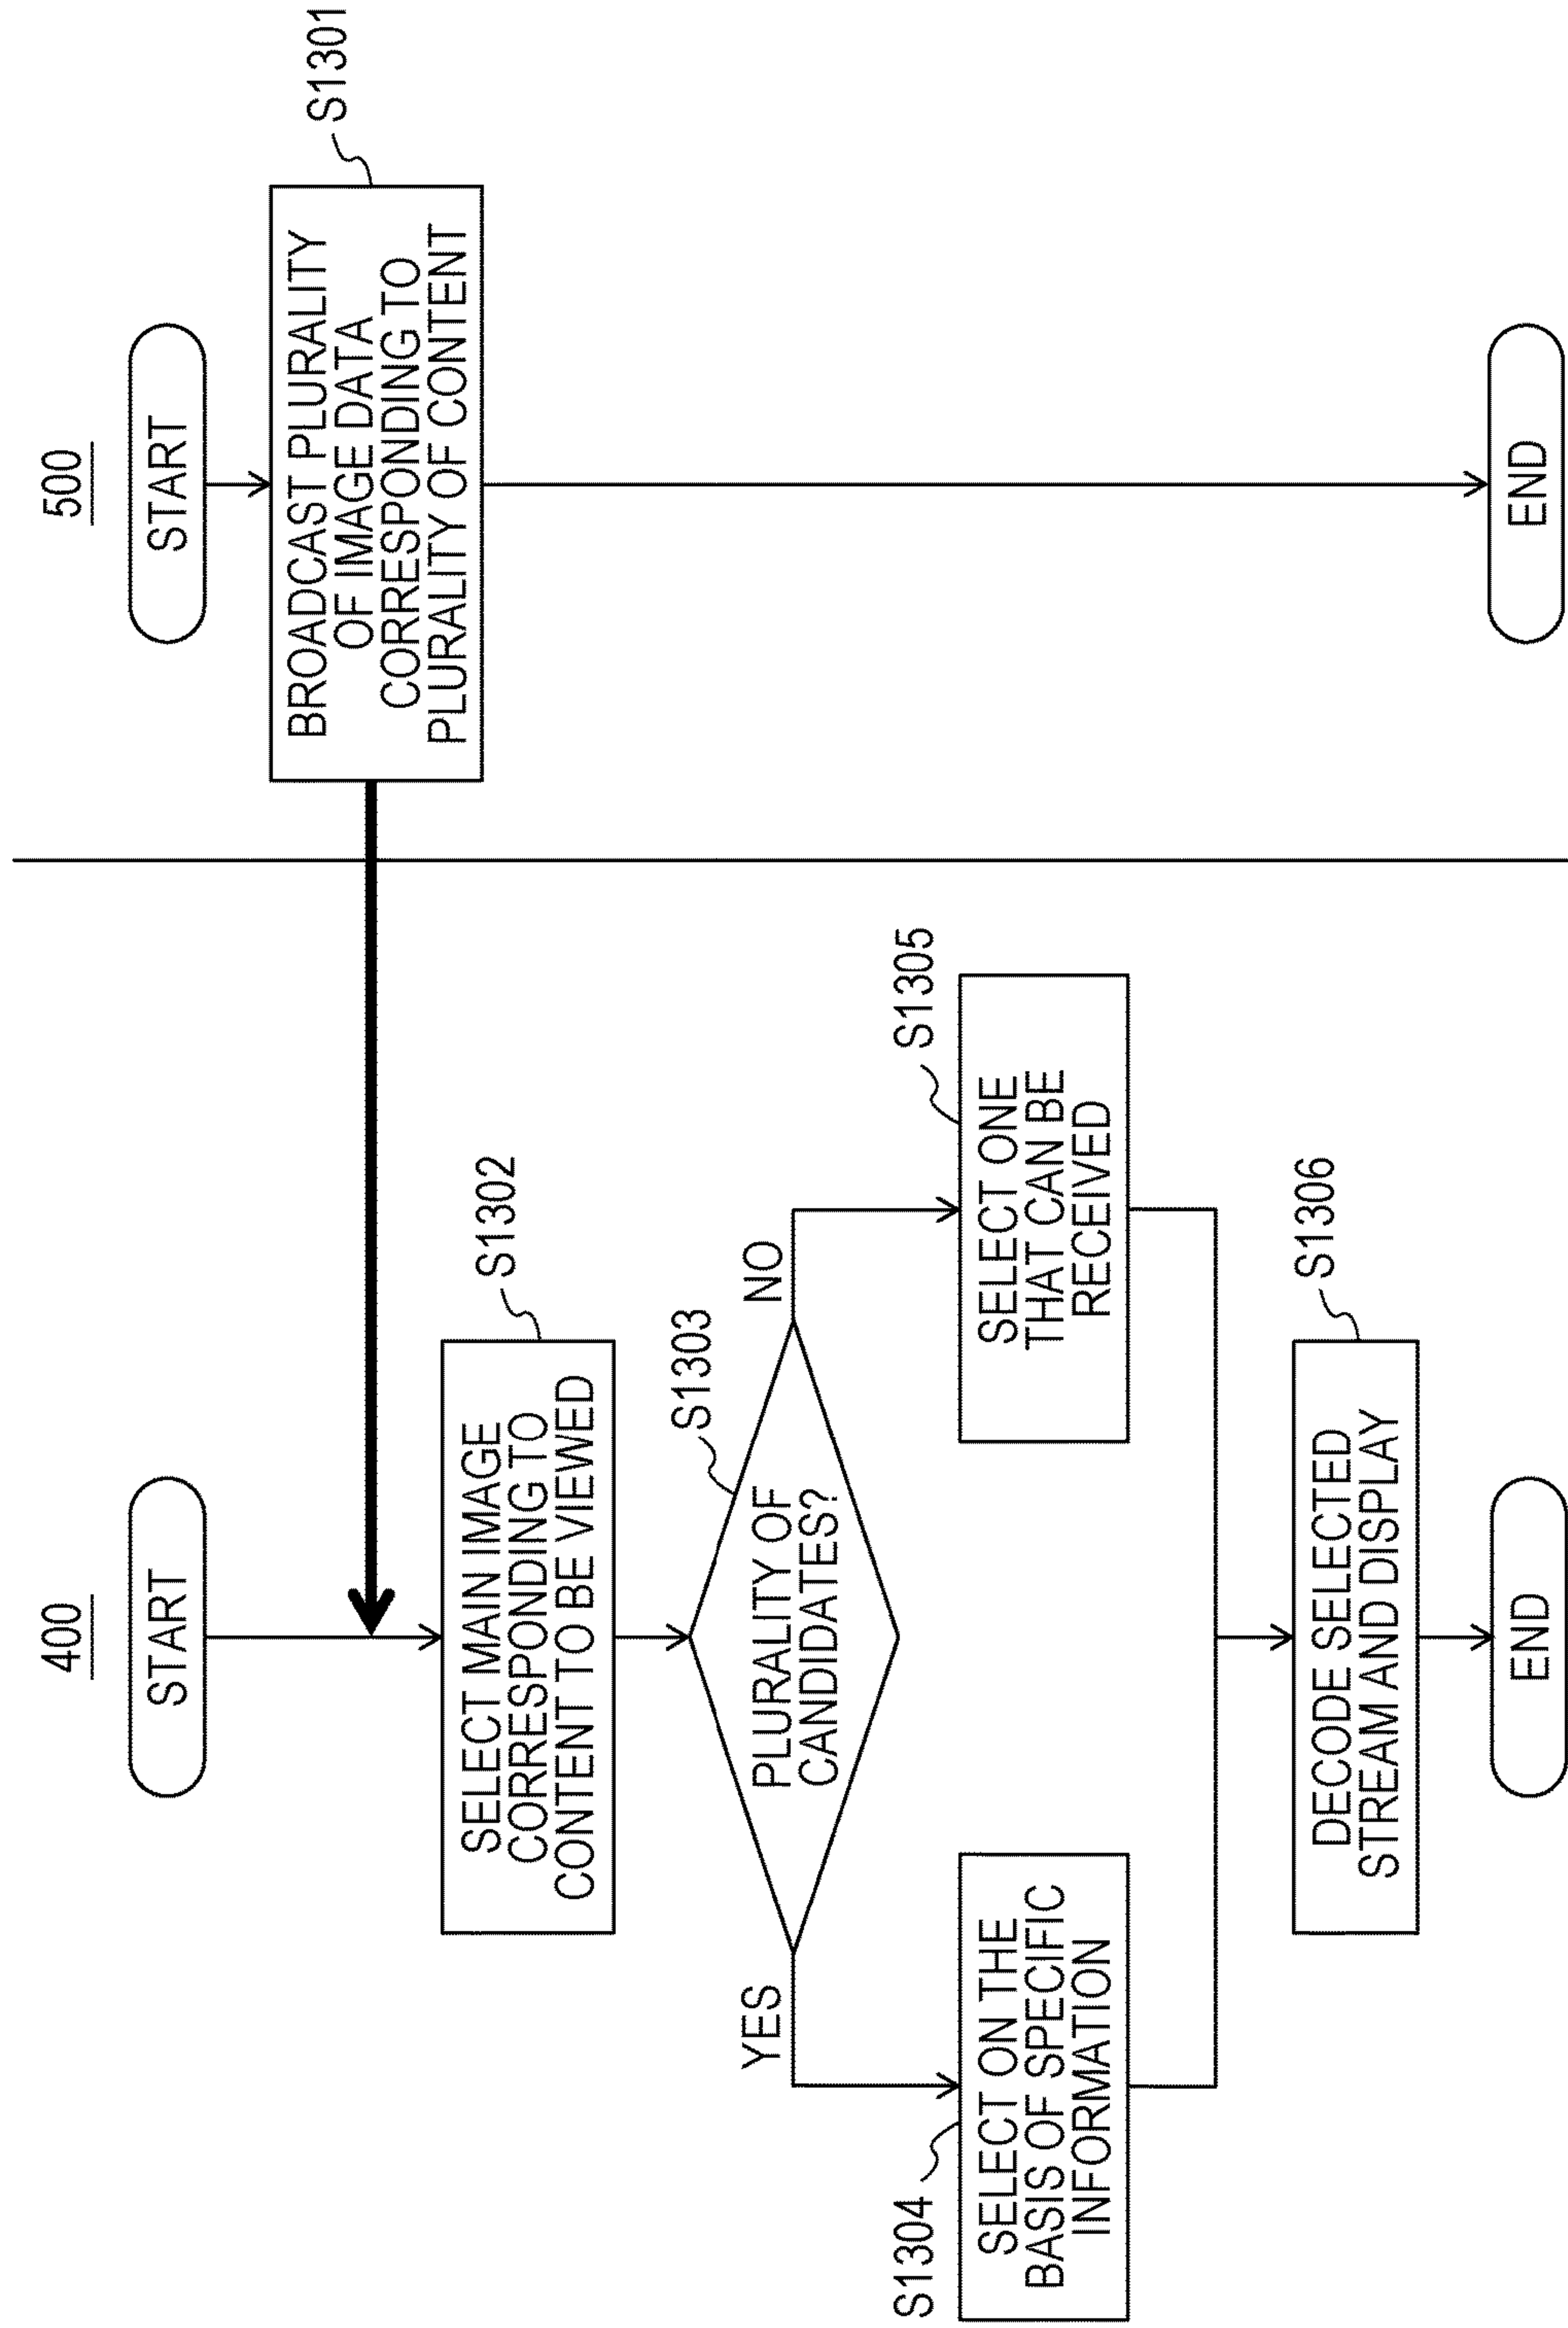 400
START
SELECT MAIN IMAGE
CORRESPONDING TO
CONTENT TO BE VIEWED
S1302
PLURALITY OF
CANDIDATES?
S1303
YES
NO
S1304
SELECT ON THE
BASIS OF SPECIFIC
INFORMATION
SELECT ONE
THAT CAN BE
RECEIVED
S1305
DECODE SELECTED
STREAM AND DISPLAY
S1306
END
500
START
BROADCAST PLURALITY
OF IMAGE DATA
CORRESPONDING TO
PLURALITY OF CONTENT
S1301
END